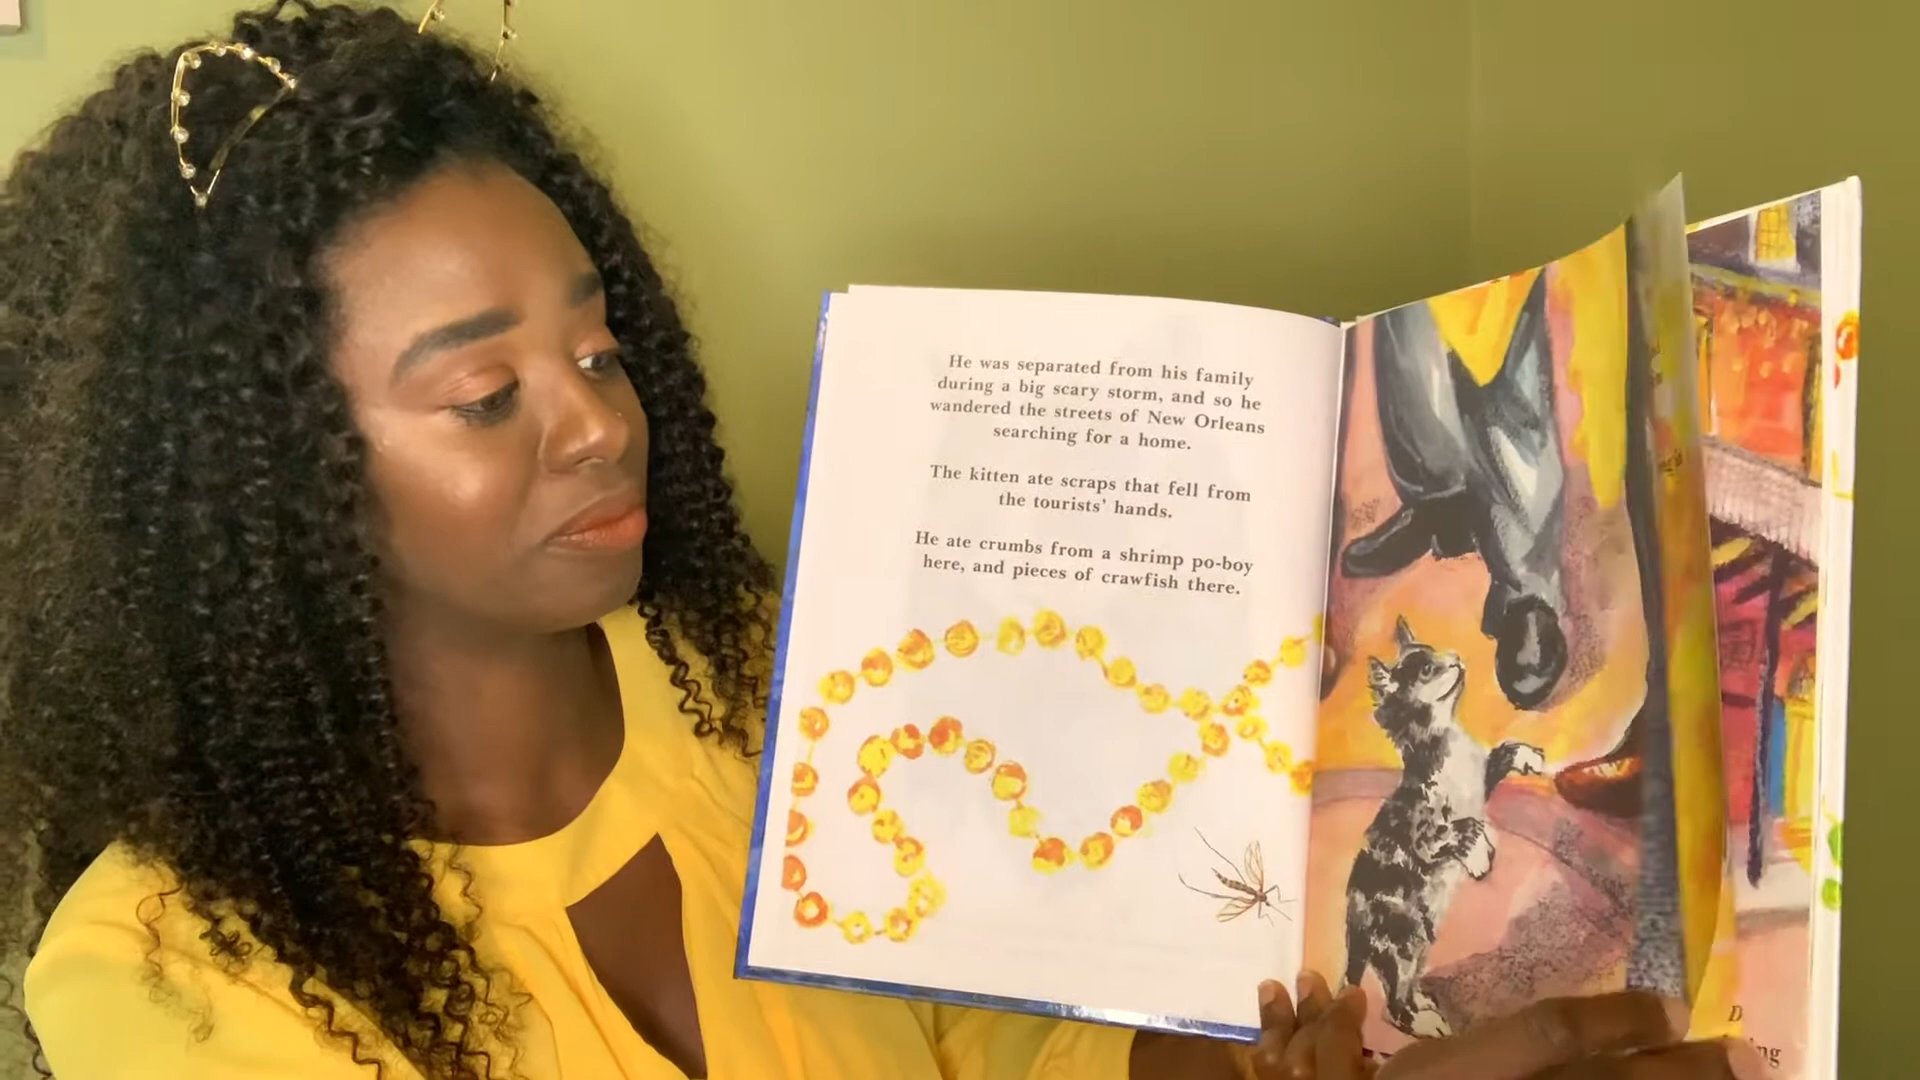 He was separated from his family
during a big scary storm, and so he
wandered the streets of New Orleans
searching for a home.
The kitten ate scraps that fell from
the tourists' hands.
He ate crumbs from a shrimp po-boy
here, and pieces of crawfish there.